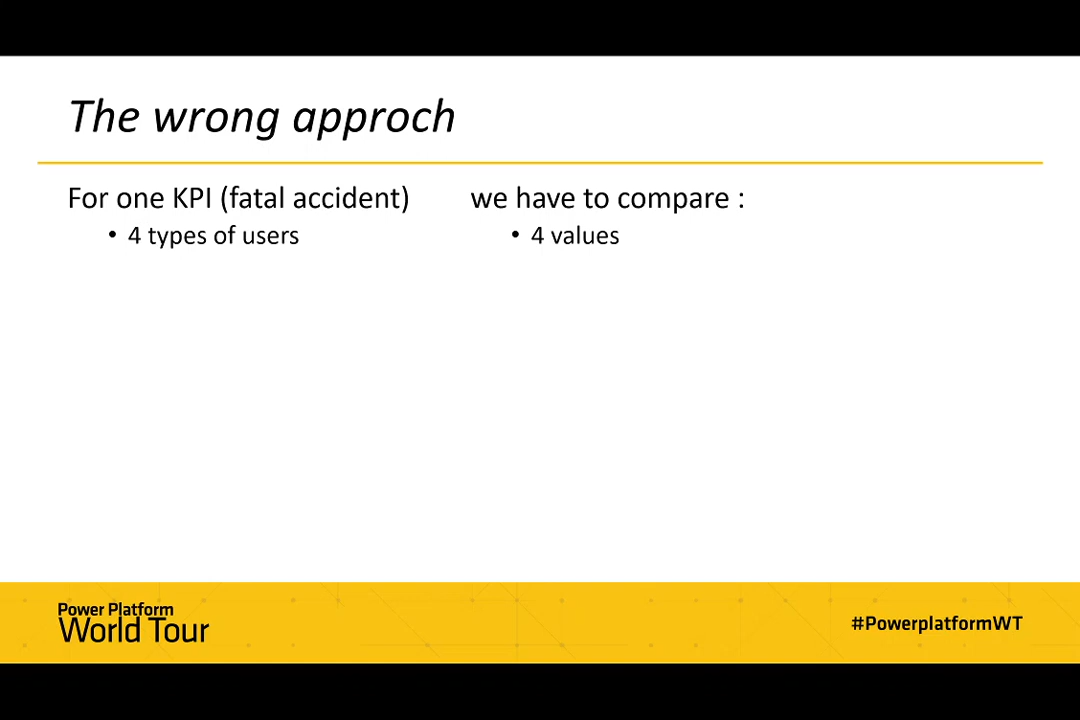 The wrong approch
For one KPI (fatal accident)
• 4 types of users
we have to compare :
• 4 values
Power Platform
World Tour
#PowerplatformWT